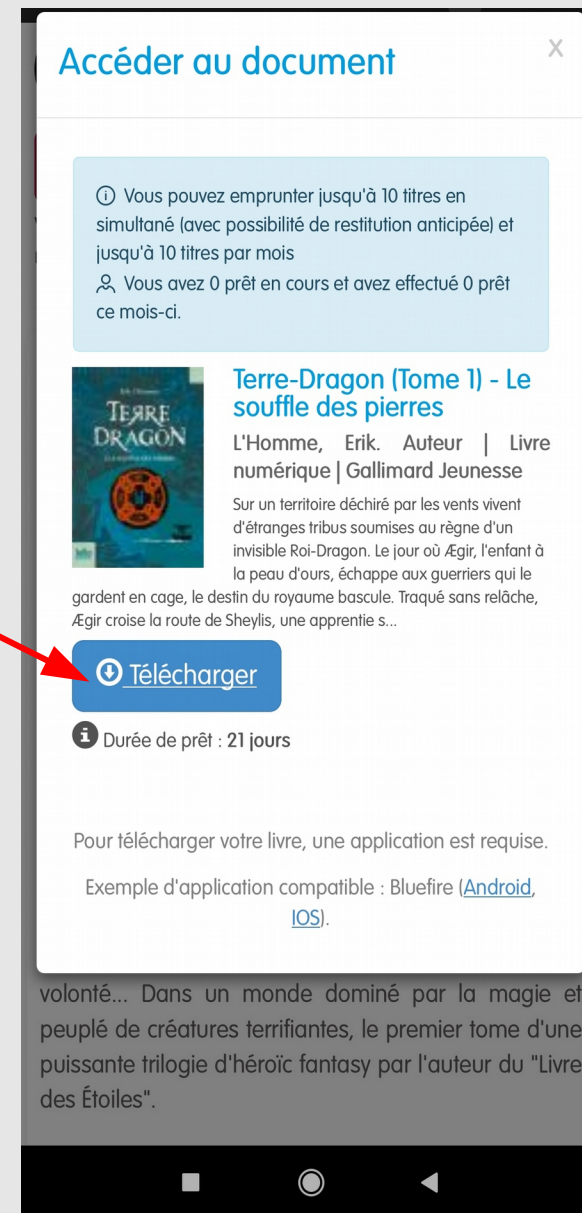 Accéder au document
X
Vous pouvez emprunter jusqu'à 10 titres en
simultané (avec possibilité de restitution anticipée) et
jusqu'à 10 titres par mois
Vous avez 0 prêt en cours et avez effectué 0 prêt
ce mois-ci.
TERRE
DRAGON
Terre-Dragon (Tome 1) - Le
souffle des pierres
L'Homme, Erik. Auteur | Livre
numérique | Gallimard Jeunesse
Sur un territoire déchiré par les vents vivent
d'étranges tribus soumises au règne d'un
invisible Roi-Dragon. Le jour où Ægir, l'enfant à
la peau d'ours, échappe aux guerriers qui le
gardent en cage, le destin du royaume bascule. Traqué sans relâche,
Ægir croise la route de Sheylis, une apprentie s...
Télécharger
Durée de prêt : 21 jours
Pour télécharger votre livre, une application est requise.
Exemple d'application compatible : Bluefire (Android,
IOS).
volonté... Dans un monde dominé par la magie et
peuplé de créatures terrifiantes, le premier tome d'une
puissante trilogie d'héroïc fantasy par l'auteur du "Livre
des Étoiles".